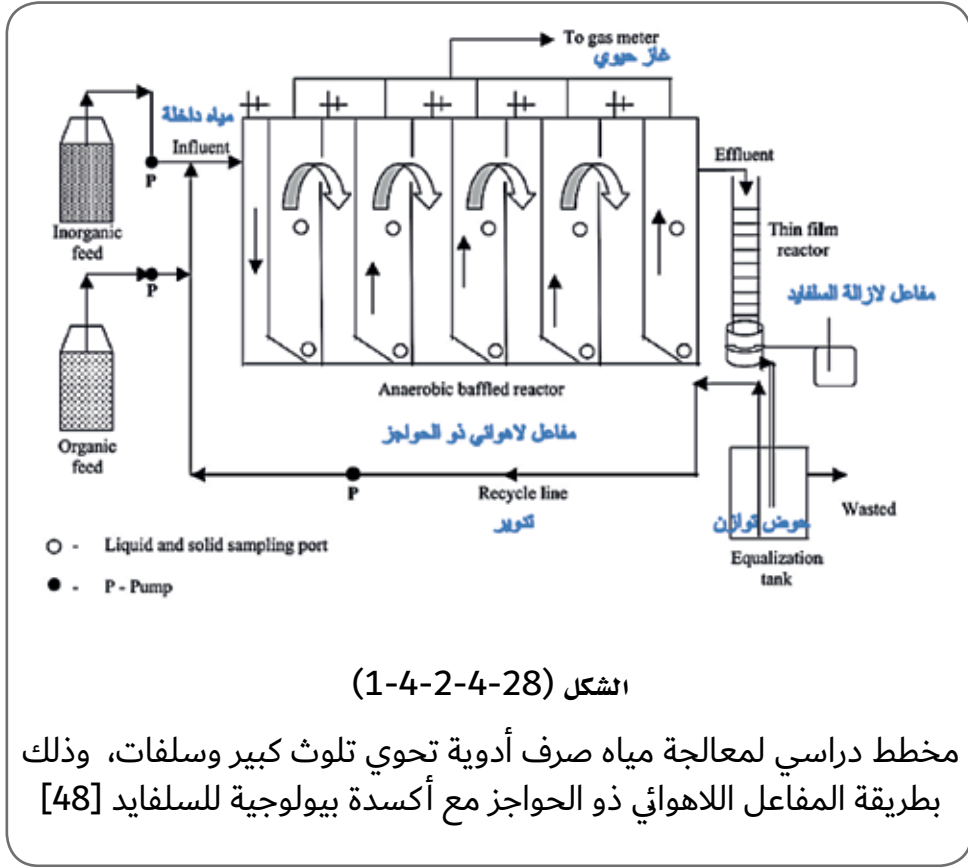 To gas meter
غاز حيوي
مياه داخلة
Influent
P
Inorganic
feed
P
Organic
feed
Effluent
Thin film
reactor
مفاعل لازالة السلفايد
Anaerobic baffled reactor
مفاعل لاهوائي ذو الحواجز
P
Recycle line
تدوير
Wasted
حوض توازن
Equalization
tank
- Liquid and solid sampling port
- P - Pump
الشكل (28-4-2-4-1)
مخطط دراسي لمعالجة مياه صرف أدوية تحوي تلوث كبير وسلفات، وذلك
بطريقة المفاعل اللاهوائي ذو الحواجز مع أكسدة بيولوجية للسلفايد [48]